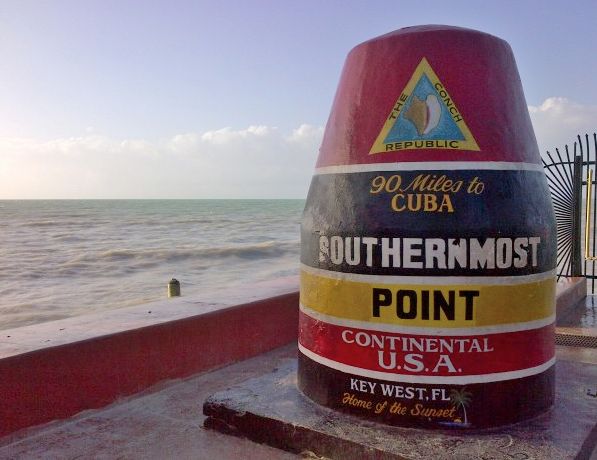 THE CONCH
REPUBLIC
90 Miles to
CUBA
SOUTHERNMOST
POINT
CONTINENTAL
U.S.A.
KEY WEST, FL
Home of the Sunset